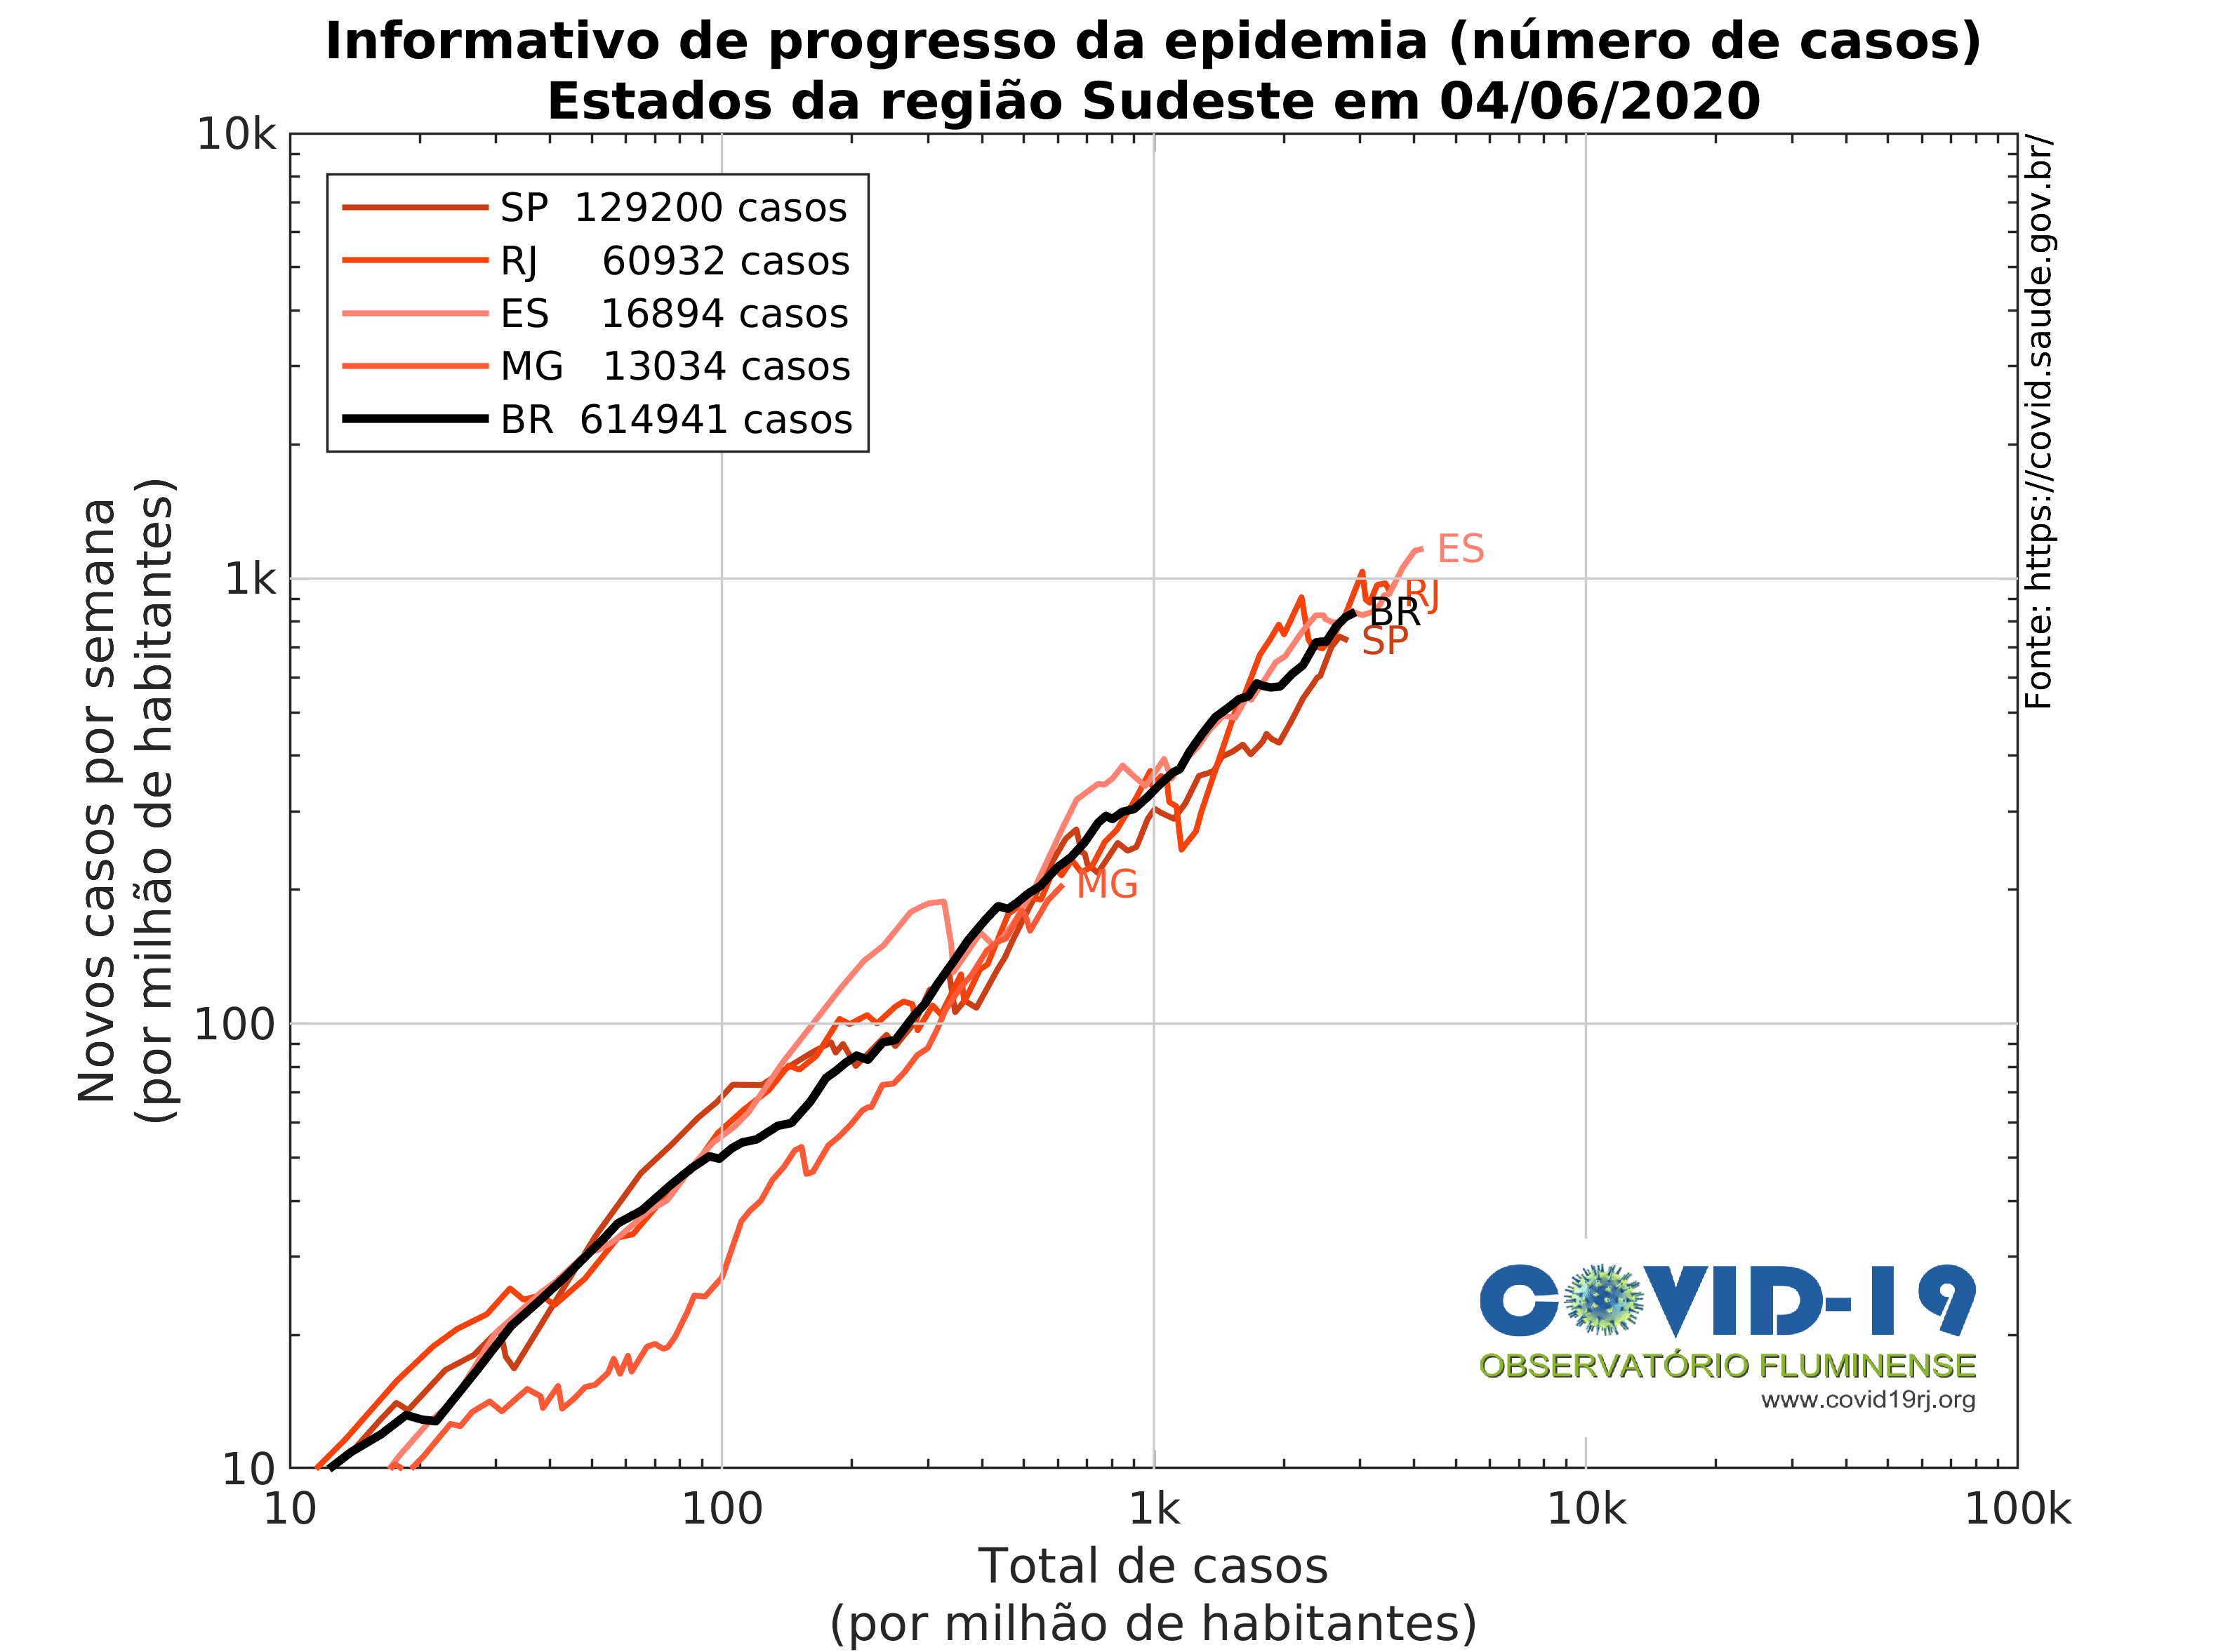 Informativo de progresso da epidemia (número de casos)
Estados da região Sudeste em 04/06/2020
10k
1k
100
10
SP 129200 casos
RJ 60932 casos
ES 16894 casos
MG 13034 casos
BR 614941 casos
Novos casos por semana
(por milhão de habitantes)
Fonte: https://covid.saude.gov.br/
ES
RJ
BR
SP
MG
COVID-19
OBSERVATÓRIO FLUMINENSE
www.covid19rj.org
10 100 1k 10k 100k
Total de casos
(por milhão de habitantes)